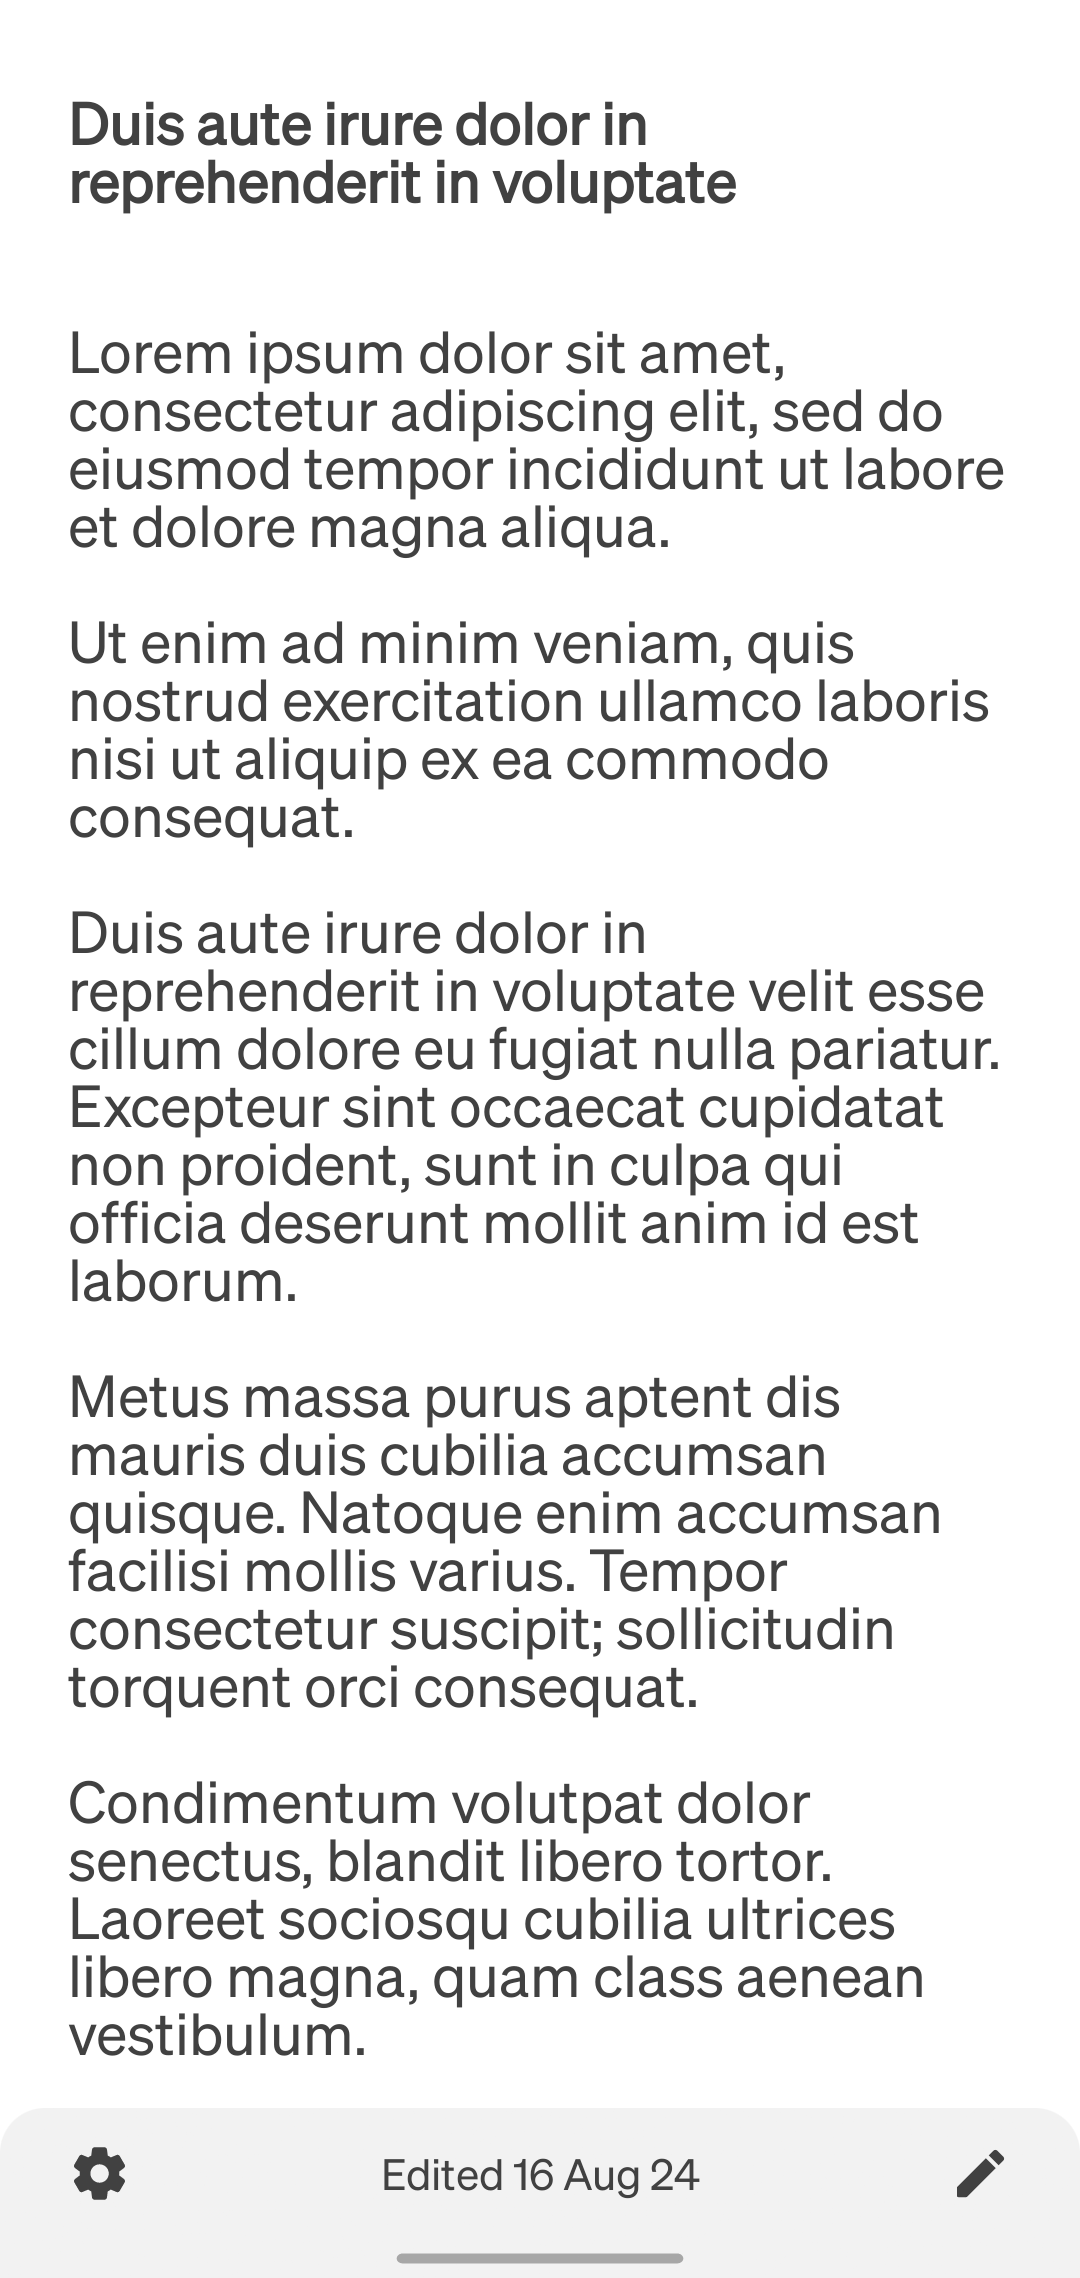 Duis aute irure dolor in
reprehenderit in voluptate
Lorem ipsum dolor sit amet,
consectetur adipiscing elit, sed do
eiusmod tempor incididunt ut labore
et dolore magna aliqua.
Ut enim ad minim veniam, quis
nostrud exercitation ullamco laboris
nisi ut aliquip ex ea commodo
consequat.
Duis aute irure dolor in
reprehenderit in voluptate velit esse
cillum dolore eu fugiat nulla pariatur.
Excepteur sint occaecat cupidatat
non proident, sunt in culpa qui
officia deserunt mollit anim id est
laborum.
Metus massa purus aptent dis
mauris duis cubilia accumsan
quisque. Natoque enim accumsan
facilisi mollis varius. Tempor
consectetur suscipit; sollicitudin
torquent orci consequat.
Condimentum volutpat dolor
senectus, blandit libero tortor.
Laoreet sociosqu cubilia ultrices
libero magna, quam class aenean
vestibulum.
Edited 16 Aug 24